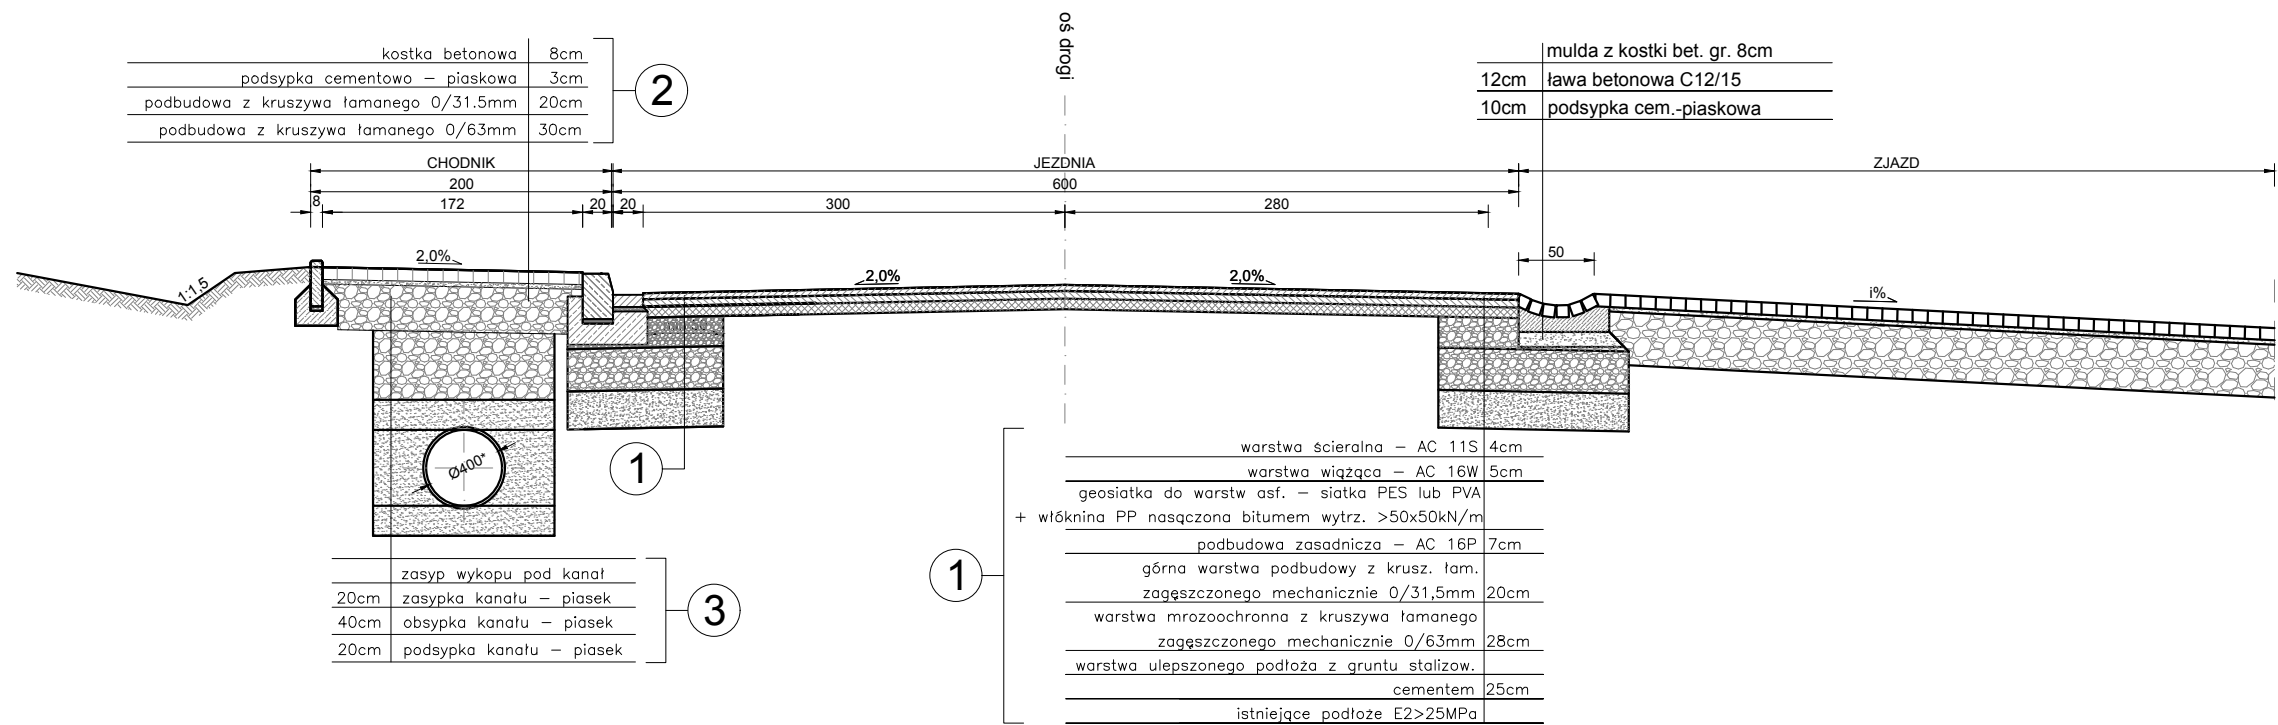 oś drogi
kostka betonowa 8cm
podsypka cementowo – piaskowa 3cm
podbudowa z kruszywa łamanego 0/31.5mm 20cm
podbudowa z kruszywa łamanego 0/63mm 30cm
2
mulda z kostki bet. gr. 8cm
12cm ława betonowa C12/15
10cm podsypka cem.-piaskowa
CHODNIK JEZDNIA ZJAZD
200 600
8 172 20 20 300 280
50
2,0% 2,0% 2,0% i%
1:1,5
Ø400*
1
warstwa ścieralna – AC 11S 4cm
warstwa wiążąca – AC 16W 5cm
geosiatka do warstw asf. – siatka PES lub PVA
+ włóknina PP nasączona bitumem wytrz. >50x50kN/m
podbudowa zasadnicza – AC 16P 7cm
górna warstwa podbudowy z krusz. łam.
zagęszczonego mechanicznie 0/31,5mm 20cm
warstwa mrozoochronna z kruszywa łamanego
zagęszczonego mechanicznie 0/63mm 28cm
warstwa ulepszonego podłoża z gruntu stalizow.
cementem 25cm
istniejące podłoże E2>25MPa
1
zasyp wykopu pod kanał
20cm zasypka kanału – piasek
40cm obsypka kanału – piasek
20cm podsypka kanału – piasek
3